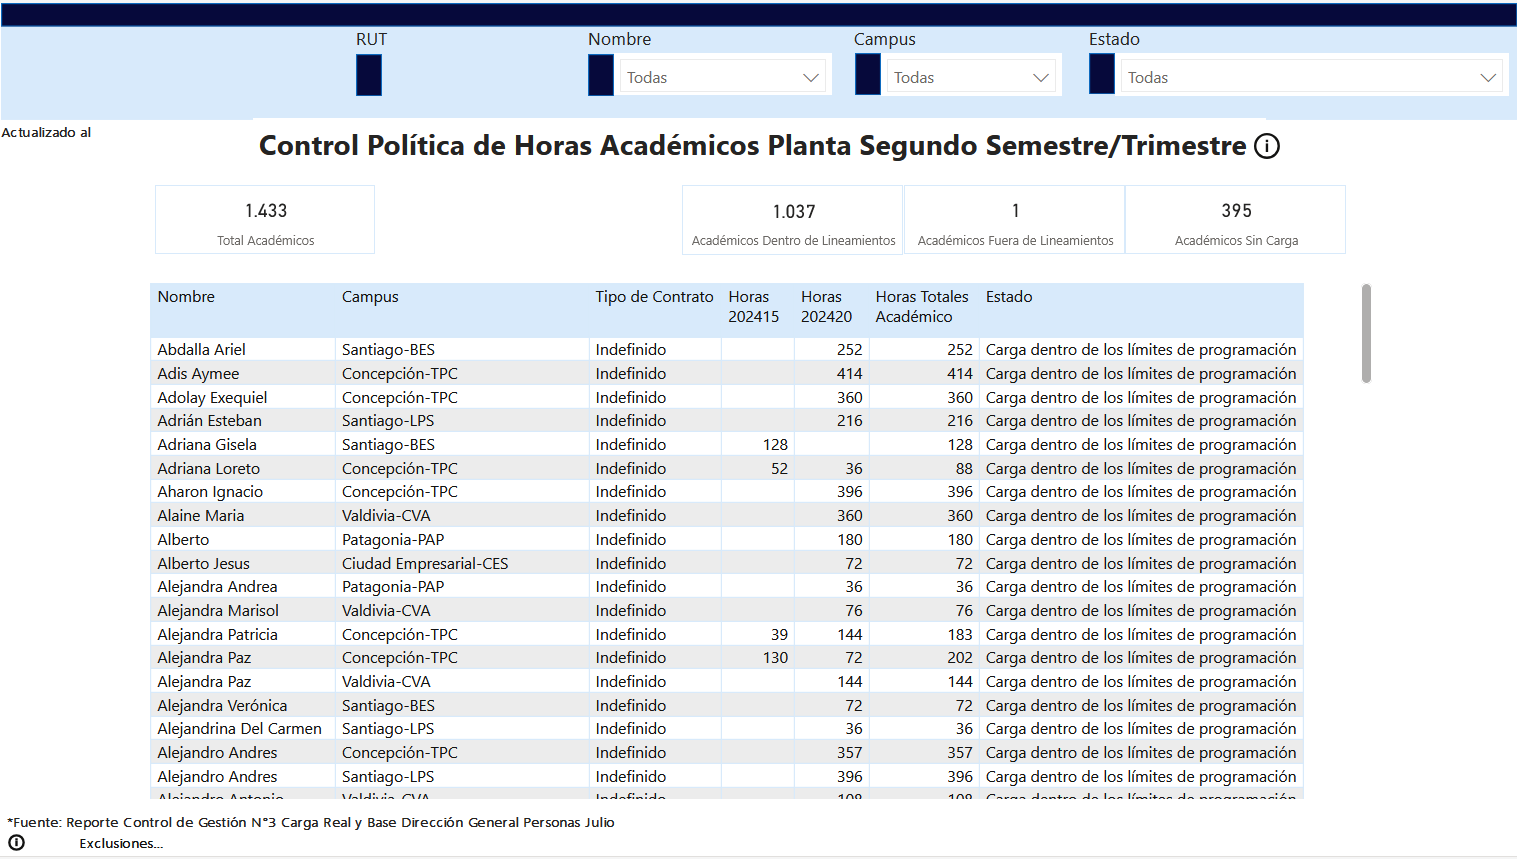 RUT Nombre Campus Estado
Todas Todas Todas
Actualizado al
Control Política de Horas Académicos Planta Segundo Semestre/Trimestre
1.433 1.037 1 395
Total Académicos Académicos Dentro de Lineamientos Académicos Fuera de Lineamientos Académicos Sin Carga
Nombre Campus Tipo de Contrato Horas 202415 Horas 202420 Horas Totales Académico Estado
Abdalla Ariel Santiago-BES Indefinido 252 252 Carga dentro de los límites de programación
Adis Aymee Concepción-TPC Indefinido 414 414 Carga dentro de los límites de programación
Adolay Exequiel Concepción-TPC Indefinido 360 360 Carga dentro de los límites de programación
Adrián Esteban Santiago-LPS Indefinido 216 216 Carga dentro de los límites de programación
Adriana Gisela Santiago-BES Indefinido 128 128 Carga dentro de los límites de programación
Adriana Loreto Concepción-TPC Indefinido 52 36 88 Carga dentro de los límites de programación
Aharon Ignacio Concepción-TPC Indefinido 396 396 Carga dentro de los límites de programación
Alaine Maria Valdivia-CVA Indefinido 360 360 Carga dentro de los límites de programación
Alberto Patagonia-PAP Indefinido 180 180 Carga dentro de los límites de programación
Alberto Jesus Ciudad Empresarial-CES Indefinido 72 72 Carga dentro de los límites de programación
Alejandra Andrea Patagonia-PAP Indefinido 36 36 Carga dentro de los límites de programación
Alejandra Marisol Valdivia-CVA Indefinido 76 76 Carga dentro de los límites de programación
Alejandra Patricia Concepción-TPC Indefinido 39 144 183 Carga dentro de los límites de programación
Alejandra Paz Concepción-TPC Indefinido 130 72 202 Carga dentro de los límites de programación
Alejandra Paz Valdivia-CVA Indefinido 144 144 Carga dentro de los límites de programación
Alejandra Verónica Santiago-BES Indefinido 72 72 Carga dentro de los límites de programación
Alejandrina Del Carmen Santiago-LPS Indefinido 36 36 Carga dentro de los límites de programación
Alejandro Andres Concepción-TPC Indefinido 357 357 Carga dentro de los límites de programación
Alejandro Andres Santiago-LPS Indefinido 396 396 Carga dentro de los límites de programación
Alejandro Antonio Valdivia-CVA Indefinido 108 108 Carga dentro de los límites de programación
*Fuente: Reporte Control de Gestión N°3 Carga Real y Base Dirección General Personas Julio
Exclusiones...